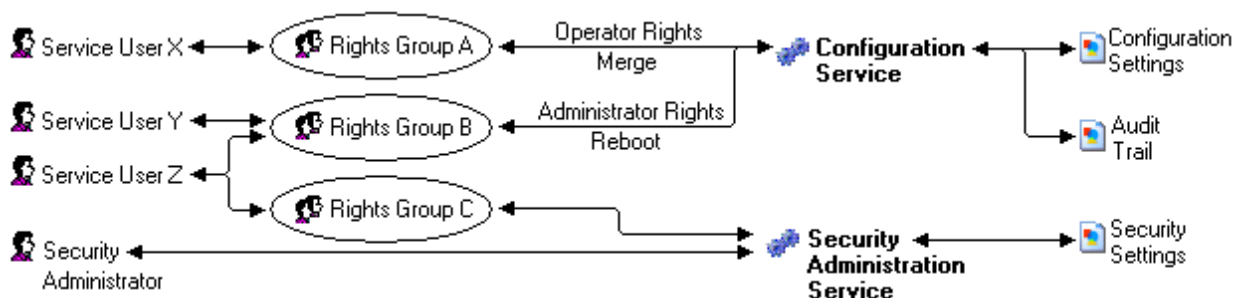 Service User X
Rights Group A
Operator Rights
Merge
Configuration
Service
Configuration
Settings
Service User Y
Rights Group B
Administrator Rights
Reboot
Audit
Trail
Service User Z
Rights Group C
Security
Administrator
Security
Administration
Service
Security
Settings